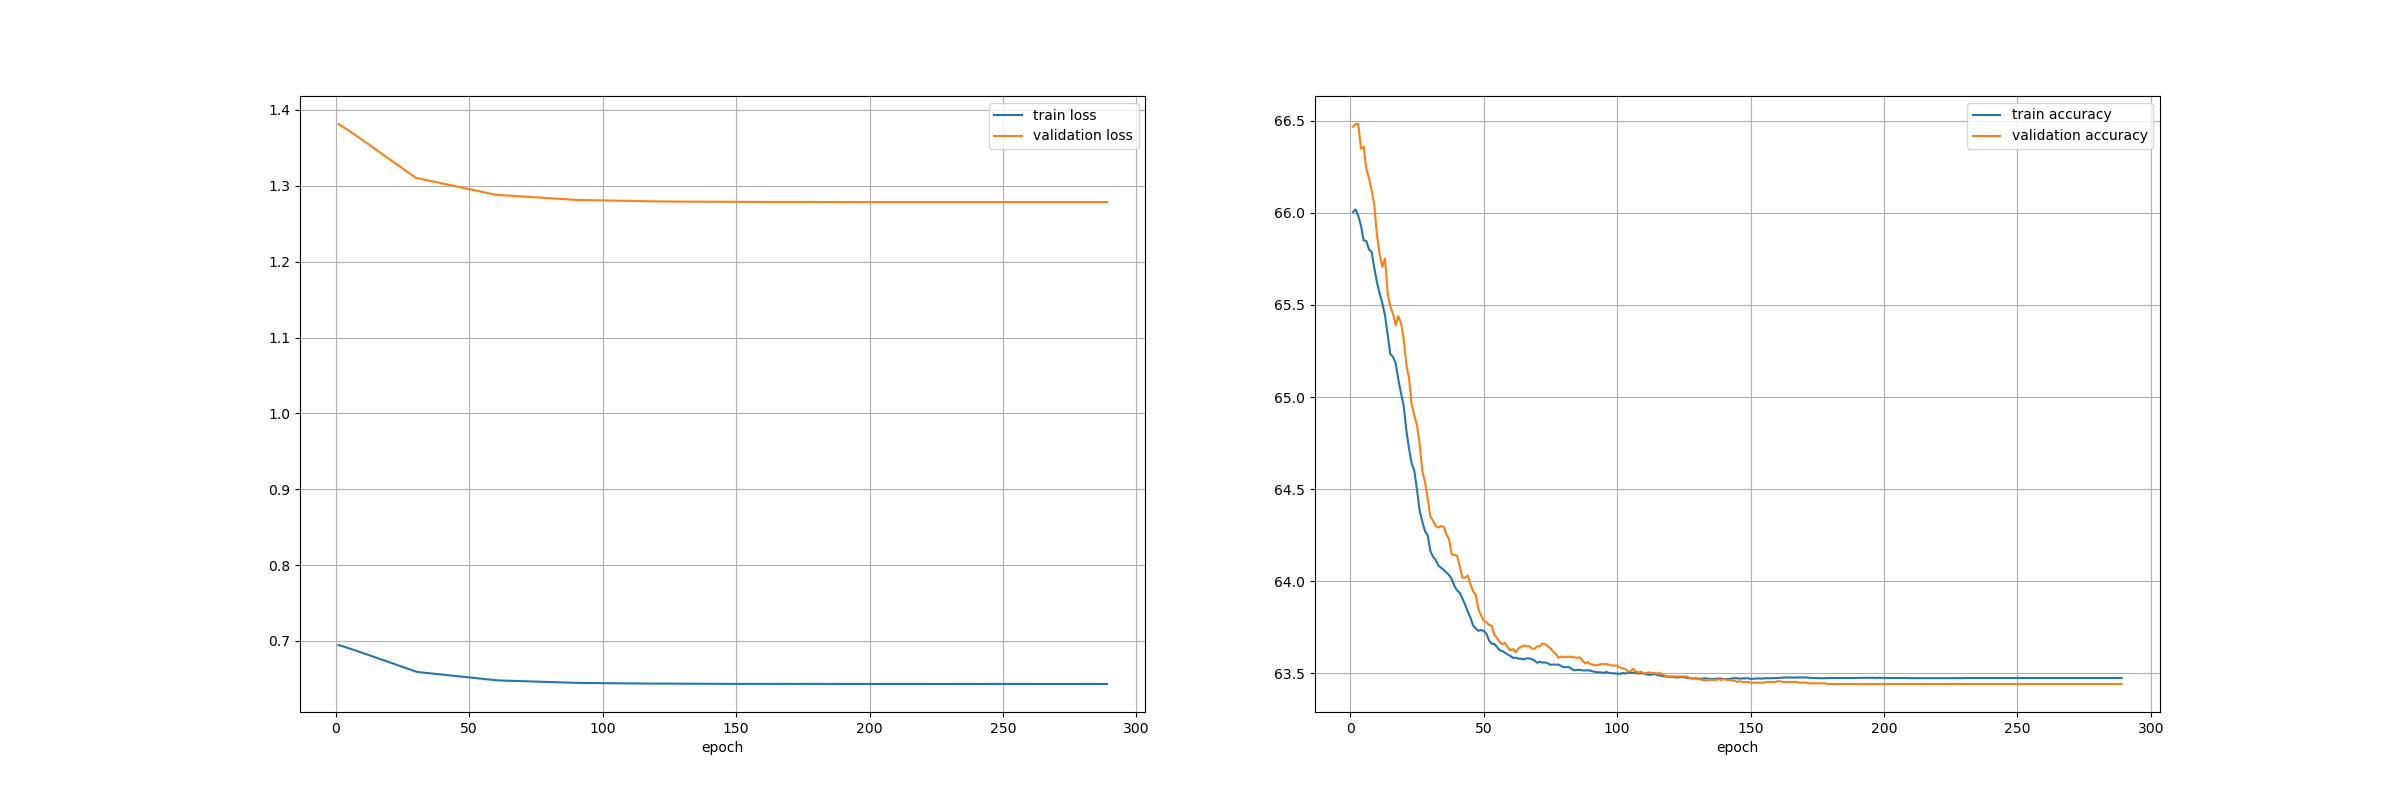 1.4
1.3
1.2
1.1
1.0
0.9
0.8
0.7
0 50 100 150 200 250 300
epoch
train loss
validation loss
66.5
66.0
65.5
65.0
64.5
64.0
63.5
0 50 100 150 200 250 300
epoch
train accuracy
validation accuracy